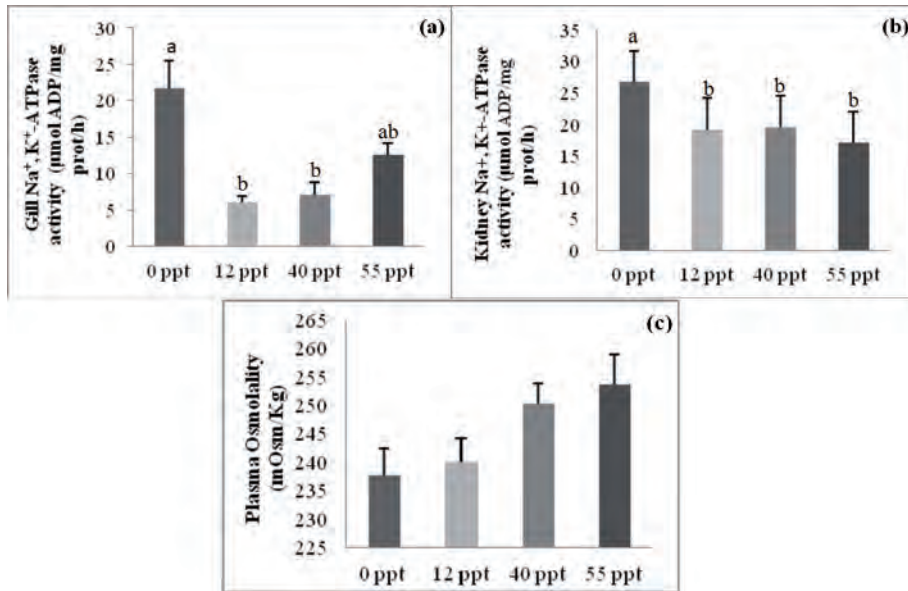 (a)
Gill Na⁺, K⁺-ATPase
activity (µmol ADP/mg
prot/h)
30
25
20
15
10
5
0
a
b
b
ab
0 ppt 12 ppt 40 ppt 55 ppt
(b)
Kidney Na+, K+-ATPase
activity (µmol ADP/mg
prot/h)
35
30
25
20
15
10
5
0
a
b
b
b
0 ppt 12 ppt 40 ppt 55 ppt
(c)
Plasma Osmolality
(mOsm/Kg)
265
260
255
250
245
240
235
230
225
0 ppt 12 ppt 40 ppt 55 ppt